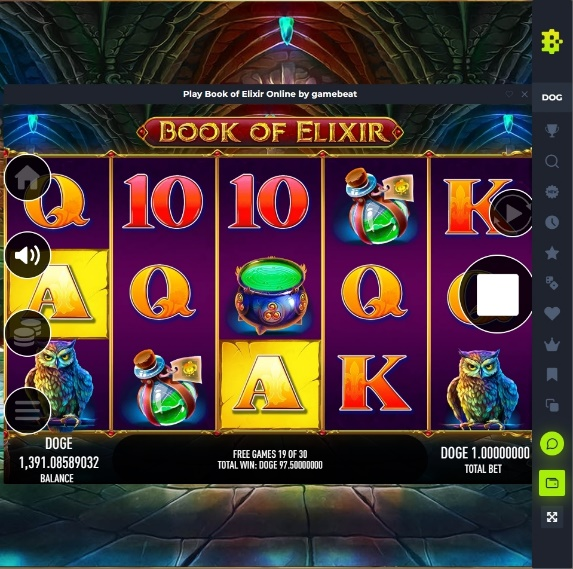 Play Book of Elixir Online by gamebeat
DOG
BOOK OF ELIXIR
Q 10 10 K
A Q Q Q
A K
DOGE
1,391.08589032
BALANCE
FREE GAMES 19 OF 30
TOTAL WIN: DOGE 97.50000000
DOGE 1.00000000
TOTAL BET